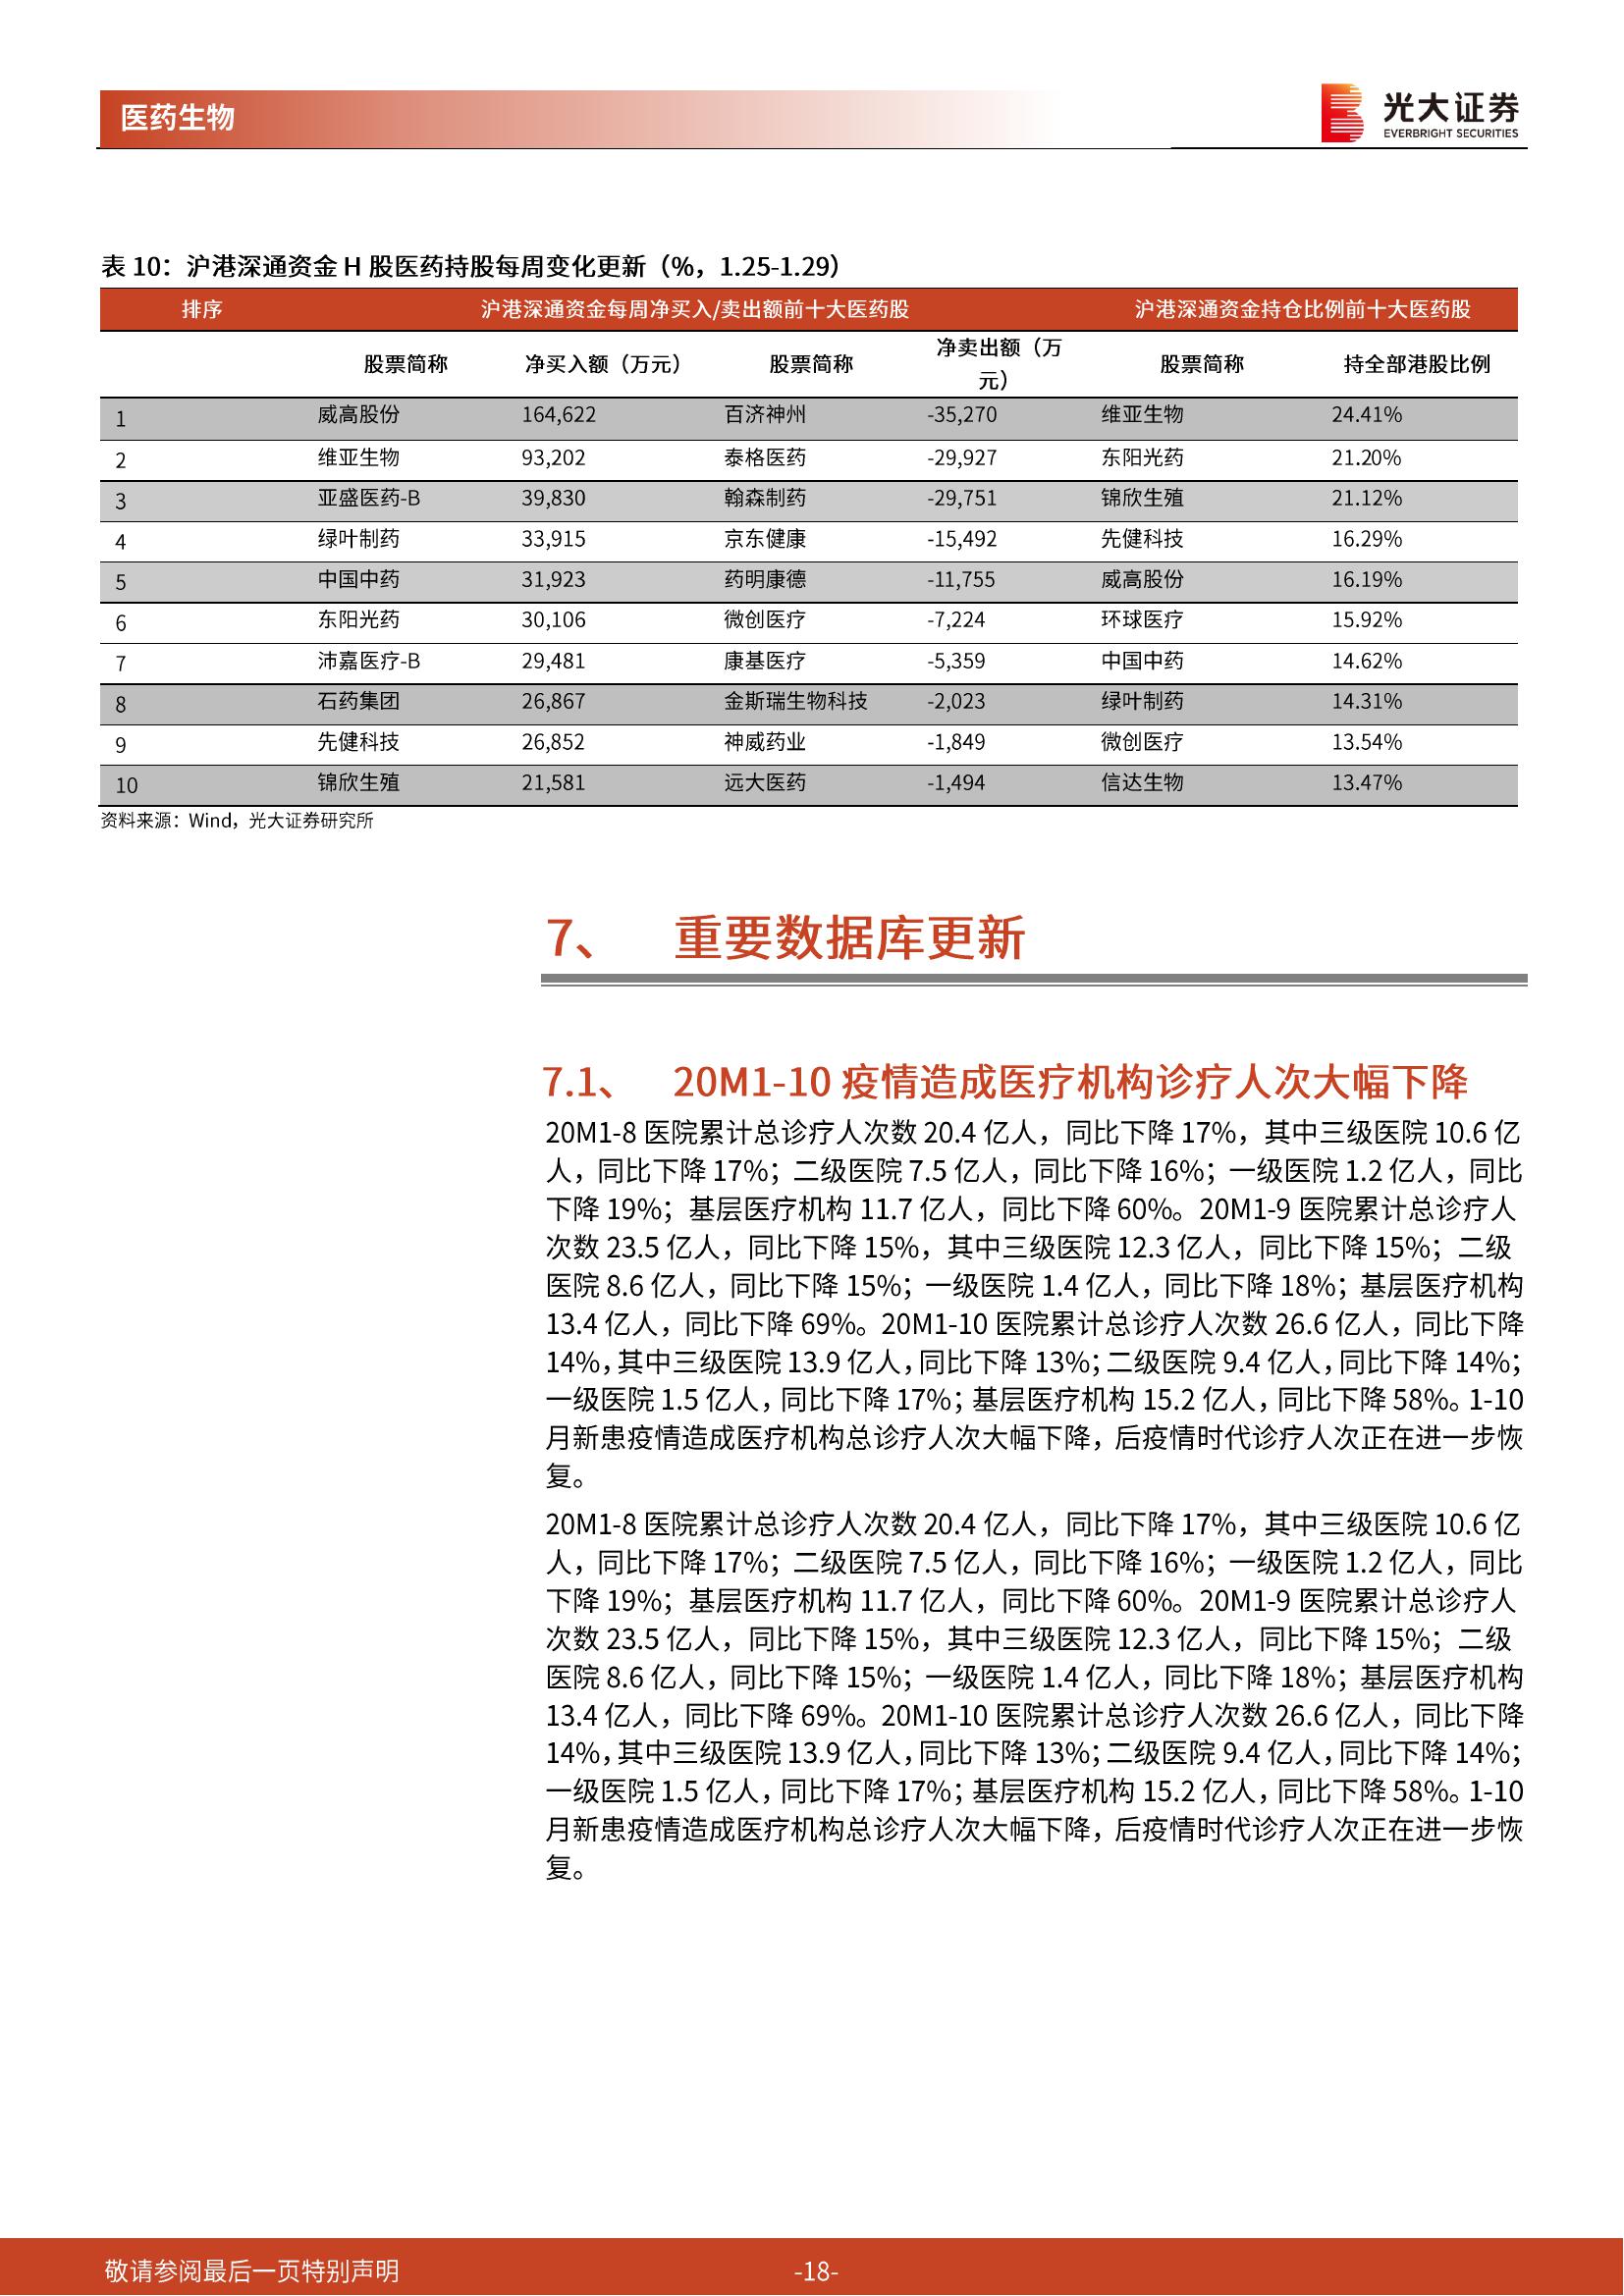 医药生物
光大证券
EVERBRIGHT SECURITIES
表 10：沪港深通资金 H 股医药持股每周变化更新（%，1.25-1.29）
排序 沪港深通资金每周净买入/卖出额前十大医药股 沪港深通资金持仓比例前十大医药股
股票简称 净买入额（万元） 股票简称 净卖出额（万元） 股票简称 持全部港股比例
1 威高股份 164,622 百济神州 -35,270 维亚生物 24.41%
2 维亚生物 93,202 泰格医药 -29,927 东阳光药 21.20%
3 亚盛医药-B 39,830 翰森制药 -29,751 锦欣生殖 21.12%
4 绿叶制药 33,915 京东健康 -15,492 先健科技 16.29%
5 中国中药 31,923 药明康德 -11,755 威高股份 16.19%
6 东阳光药 30,106 微创医疗 -7,224 环球医疗 15.92%
7 沛嘉医疗-B 29,481 康基医疗 -5,359 中国中药 14.62%
8 石药集团 26,867 金斯瑞生物科技 -2,023 绿叶制药 14.31%
9 先健科技 26,852 神威药业 -1,849 微创医疗 13.54%
10 锦欣生殖 21,581 远大医药 -1,494 信达生物 13.47%
资料来源：Wind，光大证券研究所
7、 重要数据库更新
7.1、 20M1-10 疫情造成医疗机构诊疗人次大幅下降
20M1-8 医院累计总诊疗人次数 20.4 亿人，同比下降 17%，其中三级医院 10.6 亿
人，同比下降 17%；二级医院 7.5 亿人，同比下降 16%；一级医院 1.2 亿人，同比
下降 19%；基层医疗机构 11.7 亿人，同比下降 60%。20M1-9 医院累计总诊疗人
次数 23.5 亿人，同比下降 15%，其中三级医院 12.3 亿人，同比下降 15%；二级
医院 8.6 亿人，同比下降 15%；一级医院 1.4 亿人，同比下降 18%；基层医疗机构
13.4 亿人，同比下降 69%。20M1-10 医院累计总诊疗人次数 26.6 亿人，同比下降
14%，其中三级医院 13.9 亿人，同比下降 13%；二级医院 9.4 亿人，同比下降 14%；
一级医院 1.5 亿人，同比下降 17%；基层医疗机构 15.2 亿人，同比下降 58%。1-10
月新患疫情造成医疗机构总诊疗人次大幅下降，后疫情时代诊疗人次正在进一步恢
复。
20M1-8 医院累计总诊疗人次数 20.4 亿人，同比下降 17%，其中三级医院 10.6 亿
人，同比下降 17%；二级医院 7.5 亿人，同比下降 16%；一级医院 1.2 亿人，同比
下降 19%；基层医疗机构 11.7 亿人，同比下降 60%。20M1-9 医院累计总诊疗人
次数 23.5 亿人，同比下降 15%，其中三级医院 12.3 亿人，同比下降 15%；二级
医院 8.6 亿人，同比下降 15%；一级医院 1.4 亿人，同比下降 18%；基层医疗机构
13.4 亿人，同比下降 69%。20M1-10 医院累计总诊疗人次数 26.6 亿人，同比下降
14%，其中三级医院 13.9 亿人，同比下降 13%；二级医院 9.4 亿人，同比下降 14%；
一级医院 1.5 亿人，同比下降 17%；基层医疗机构 15.2 亿人，同比下降 58%。1-10
月新患疫情造成医疗机构总诊疗人次大幅下降，后疫情时代诊疗人次正在进一步恢
复。
敬请参阅最后一页特别声明 -18-